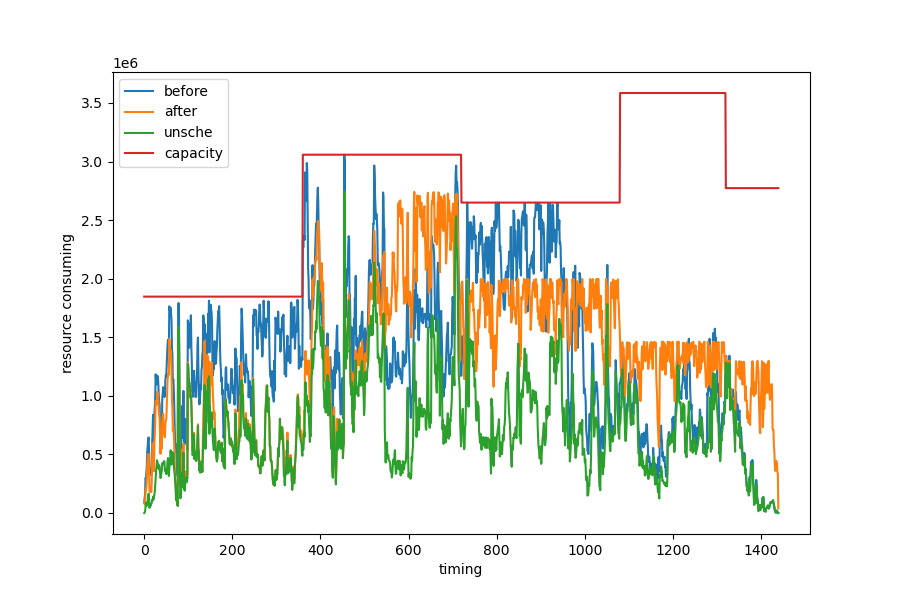 1e6
before
after
unsche
capacity
3.5
3.0
2.5
2.0
1.5
1.0
0.5
0.0
resource consuming
0 200 400 600 800 1000 1200 1400
timing